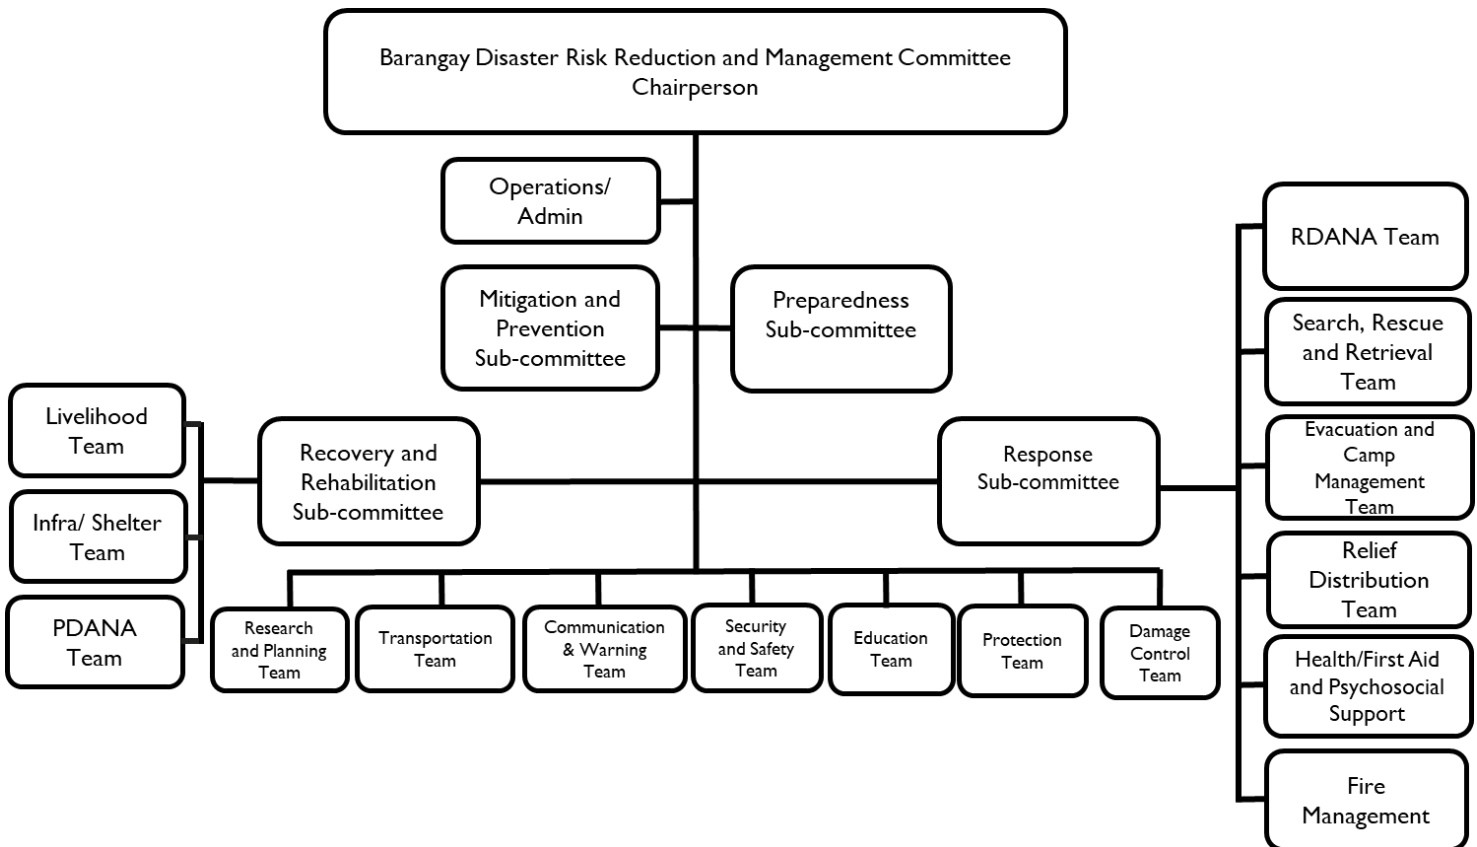 Barangay Disaster Risk Reduction and Management Committee
Chairperson
Operations/
Admin
Mitigation and
Prevention
Sub-committee
Preparedness
Sub-committee
Recovery and
Rehabilitation
Sub-committee
Response
Sub-committee
Livelihood
Team
Infra/ Shelter
Team
PDANA
Team
Research
and Planning
Team
Transportation
Team
Communication
& Warning
Team
Security
and Safety
Team
Education
Team
Protection
Team
Damage
Control
Team
RDANA Team
Search, Rescue
and Retrieval
Team
Evacuation and
Camp
Management
Team
Relief
Distribution
Team
Health/First Aid
and Psychosocial
Support
Fire
Management